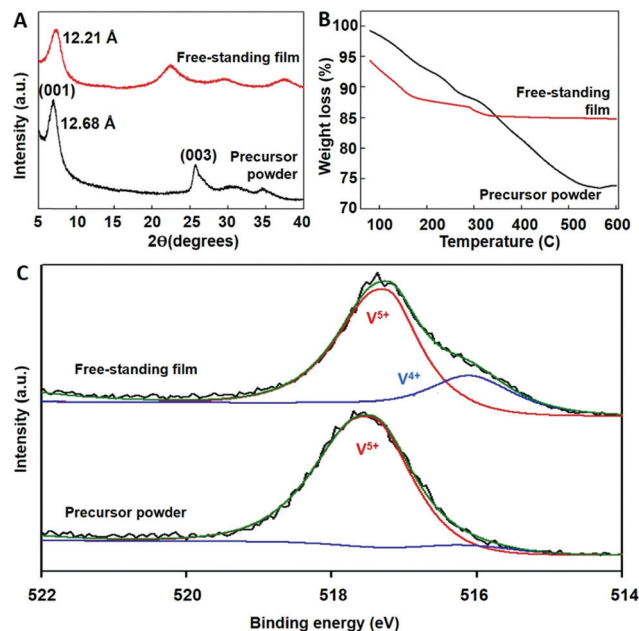 A
12.21 Å
Free-standing film
(001)
12.68 Å
(003)
Precursor
powder
Intensity (a.u.)
5 10 15 20 25 30 35 40
2Θ(degrees)
B
100
95
90
85
80
75
70
Weight loss (%)
Free-standing
film
Precursor powder
100 200 300 400 500 600
Temperature (C)
C
V5+
V4+
Free-standing film
V5+
Precursor powder
Intensity (a.u.)
522 520 518 516 514
Binding energy (eV)